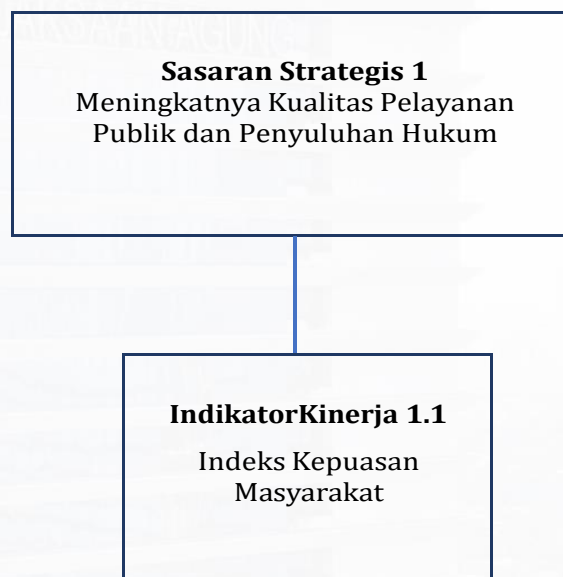 Sasaran Strategis 1
Meningkatnya Kualitas Pelayanan
Publik dan Penyuluhan Hukum
IndikatorKinerja 1.1
Indeks Kepuasan
Masyarakat